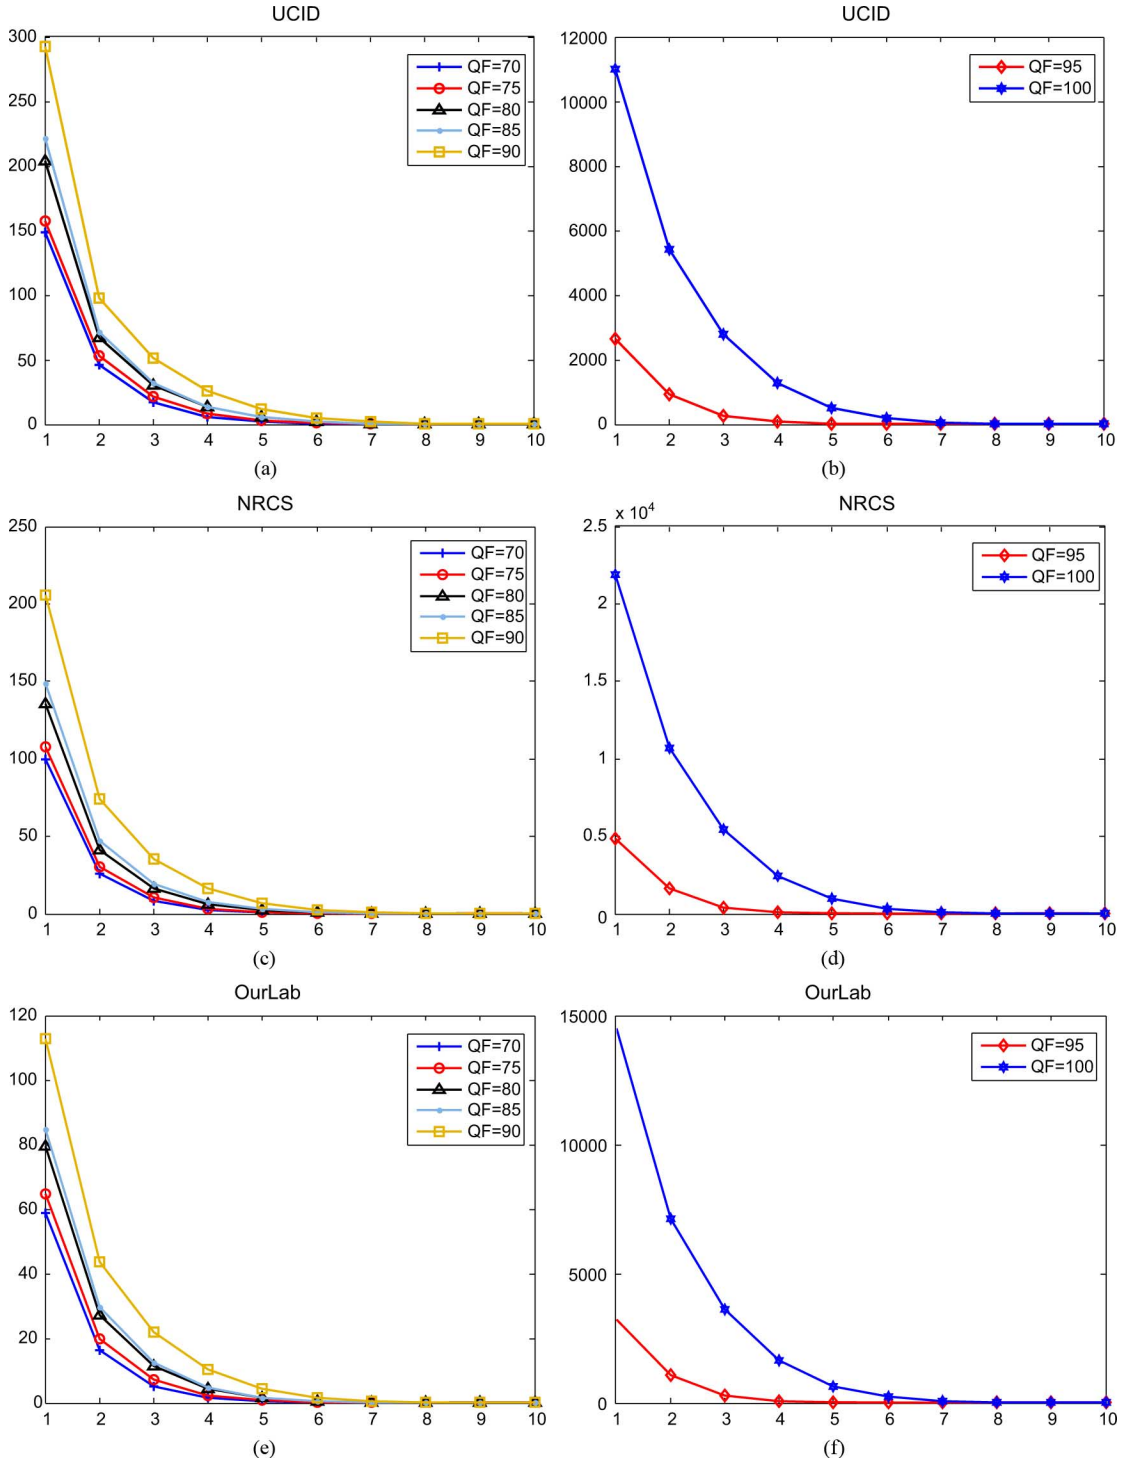 UCID
300
250
200
150
100
50
0
1 2 3 4 5 6 7 8 9 10
QF=70
QF=75
QF=80
QF=85
QF=90
(a)
UCID
12000
10000
8000
6000
4000
2000
0
1 2 3 4 5 6 7 8 9 10
QF=95
QF=100
(b)
NRCS
250
200
150
100
50
0
1 2 3 4 5 6 7 8 9 10
QF=70
QF=75
QF=80
QF=85
QF=90
(c)
NRCS
x 10⁴
2.5
2
1.5
1
0.5
0
1 2 3 4 5 6 7 8 9 10
QF=95
QF=100
(d)
OurLab
120
100
80
60
40
20
0
1 2 3 4 5 6 7 8 9 10
QF=70
QF=75
QF=80
QF=85
QF=90
(e)
OurLab
15000
10000
5000
0
1 2 3 4 5 6 7 8 9 10
QF=95
QF=100
(f)